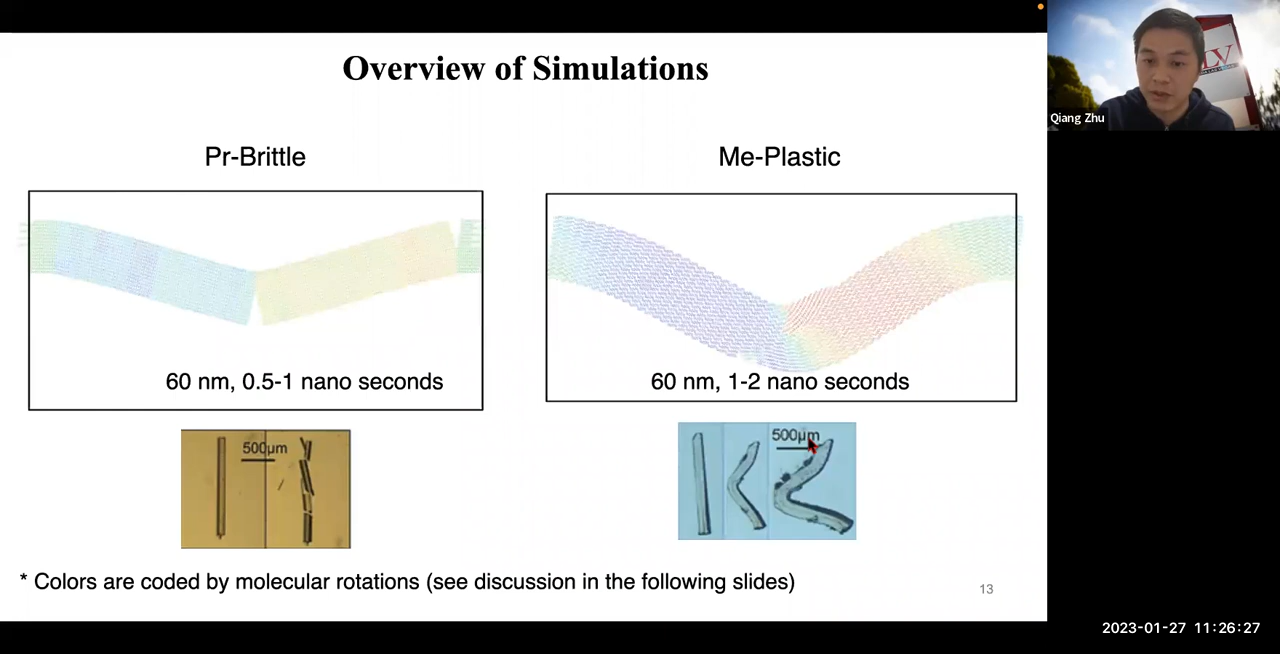 Overview of Simulations
Pr-Brittle
Me-Plastic
60 nm, 0.5-1 nano seconds
60 nm, 1-2 nano seconds
500μm
500μm
* Colors are coded by molecular rotations (see discussion in the following slides)
13
LV
Qiang Zhu
2023-01-27 11:26:27